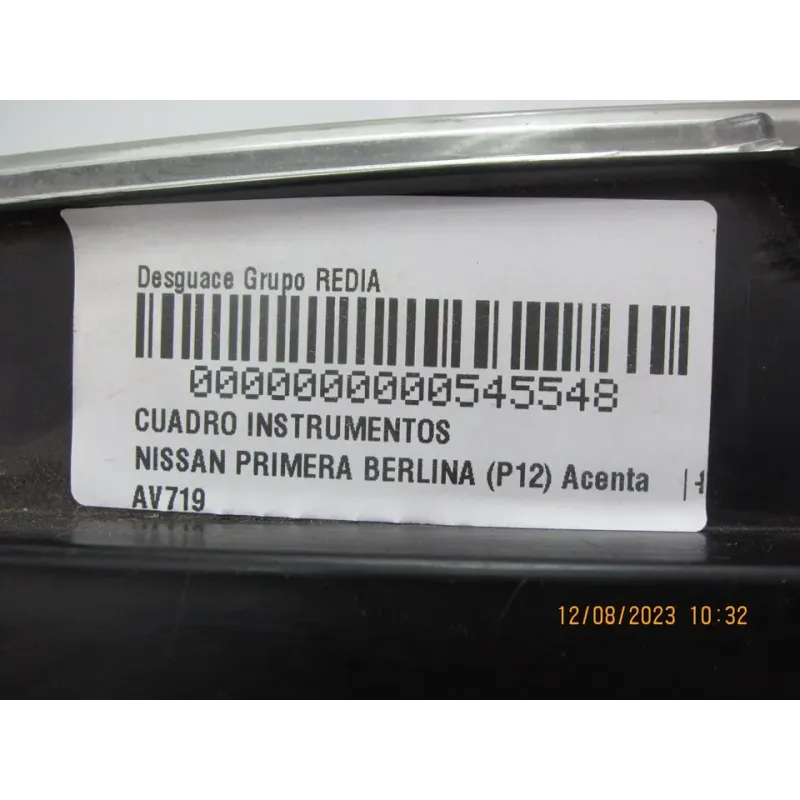 Desguace Grupo REDIA
0000000000545548
CUADRO INSTRUMENTOS
NISSAN PRIMERA BERLINA (P12) Acenta
AV719
12/08/2023 10:32